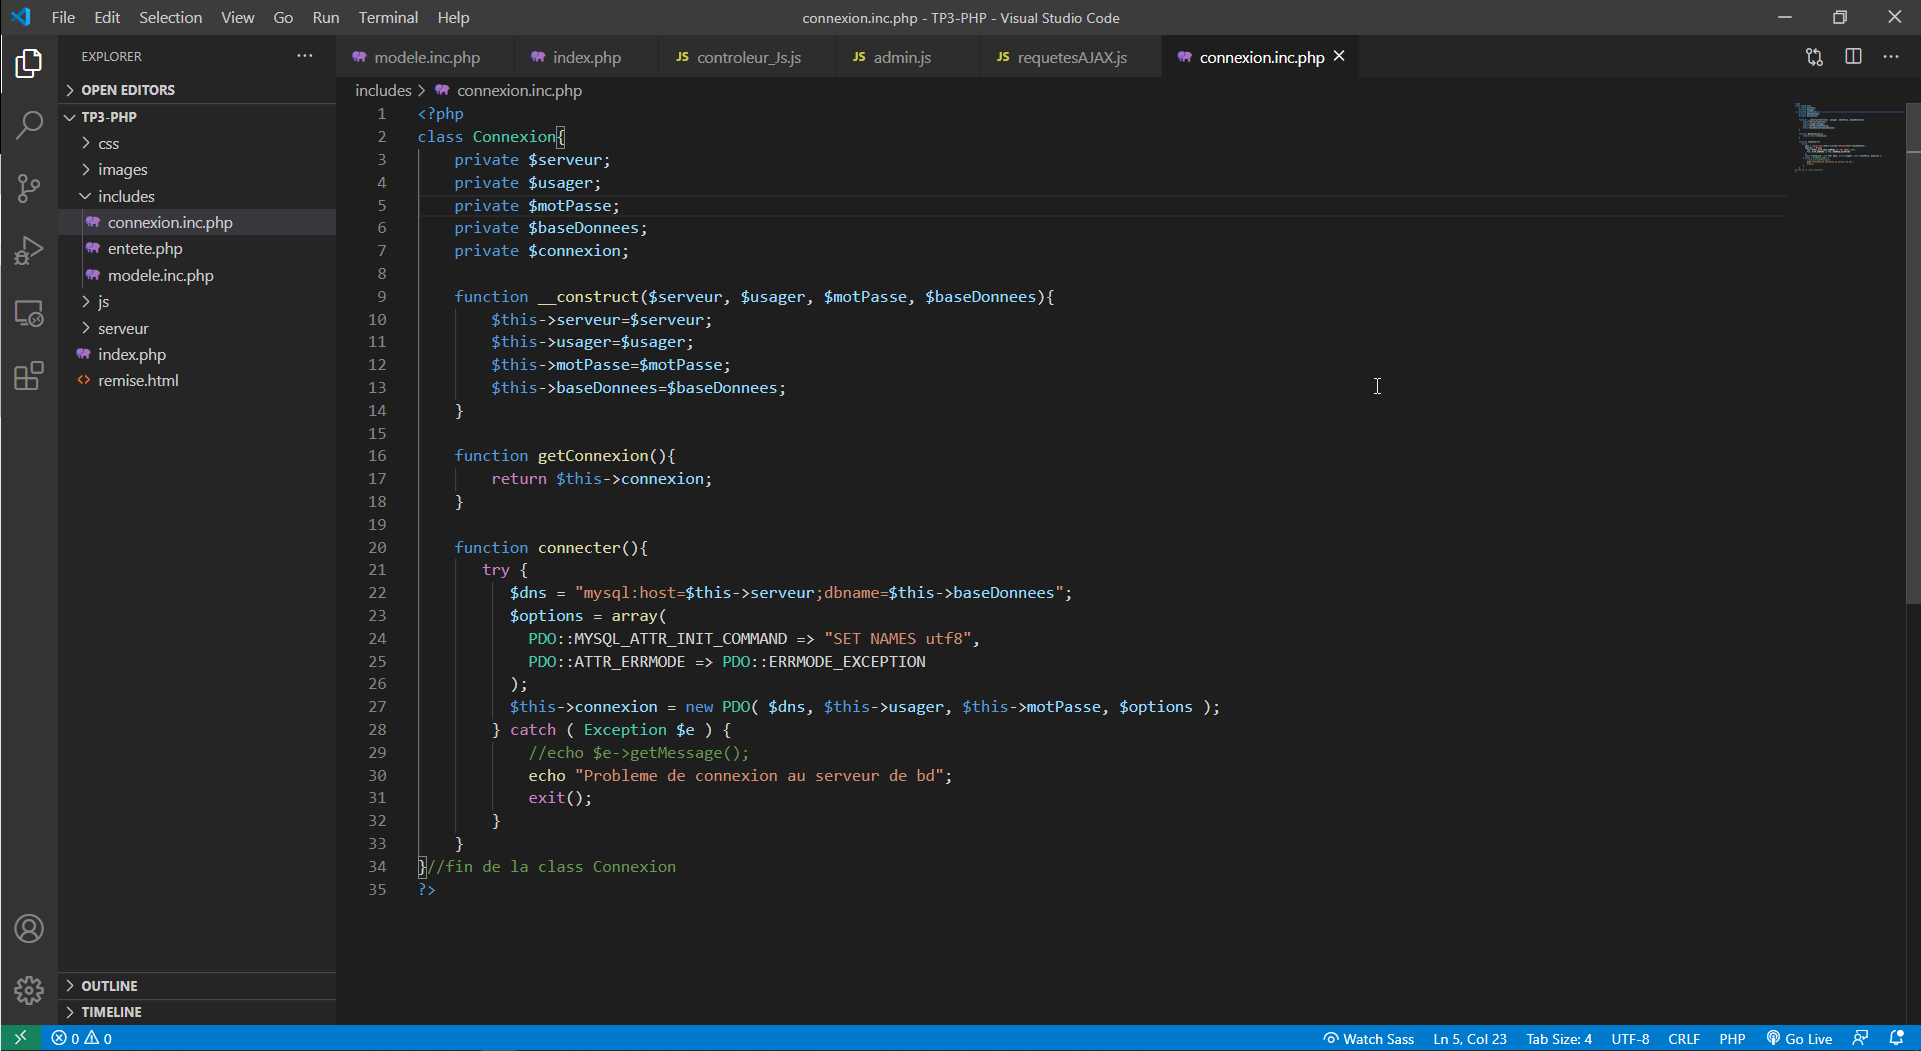 File Edit Selection View Go Run Terminal Help
connexion.inc.php - TP3-PHP - Visual Studio Code
EXPLORER
OPEN EDITORS
TP3-PHP
css
images
includes
connexion.inc.php
entete.php
modele.inc.php
js
serveur
index.php
remise.html
OUTLINE
TIMELINE
modele.inc.php index.php JS controleur_Js.js JS admin.js JS requetesAJAX.js connexion.inc.php
includes > connexion.inc.php
1 <?php
2 class Connexion{
3 private $serveur;
4 private $usager;
5 private $motPasse;
6 private $baseDonnees;
7 private $connexion;
8
9 function __construct($serveur, $usager, $motPasse, $baseDonnees){
10 $this->serveur=$serveur;
11 $this->usager=$usager;
12 $this->motPasse=$motPasse;
13 $this->baseDonnees=$baseDonnees;
14 }
15
16 function getConnexion(){
17 return $this->connexion;
18 }
19
20 function connecter(){
21 try {
22 $dns = "mysql:host=$this->serveur;dbname=$this->baseDonnees";
23 $options = array(
24 PDO::MYSQL_ATTR_INIT_COMMAND => "SET NAMES utf8",
25 PDO::ATTR_ERRMODE => PDO::ERRMODE_EXCEPTION
26 );
27 $this->connexion = new PDO( $dns, $this->usager, $this->motPasse, $options );
28 } catch ( Exception $e ) {
29 //echo $e->getMessage();
30 echo "Probleme de connexion au serveur de bd";
31 exit();
32 }
33 }
34 }//fin de la class Connexion
35 ?>
0 0 Watch Sass Ln 5, Col 23 Tab Size: 4 UTF-8 CRLF PHP Go Live